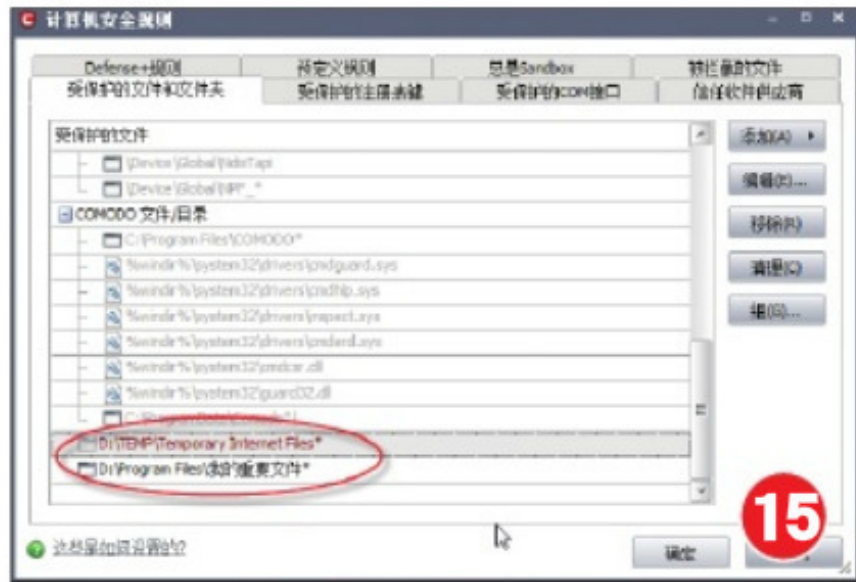 计算机安全规则
Defense+规则 预定义规则 总是Sandbox 被拦截的文件
受保护的文件和文件夹 受保护的注册表键 受保护的COM接口 信任软件供应商
受保护的文件
添加(A)
\Device\Global\NdisTapi
\Device\Global\NPF_*
编辑(E)...
COMODO 文件/目录
C:\Program Files\COMODO*
移除(R)
%windir%\system32\drivers\cmdguard.sys
清理(C)
%windir%\system32\drivers\cmdhlp.sys
%windir%\system32\drivers\inspect.sys
组(G)...
%windir%\system32\drivers\cmderd.sys
%windir%\system32\cmdcsr.dll
%windir%\system32\guard32.dll
D:\TEMP\Temporary Internet Files*
D:\Program Files\我的重要文件*
15
这些是如何设置的?
确定